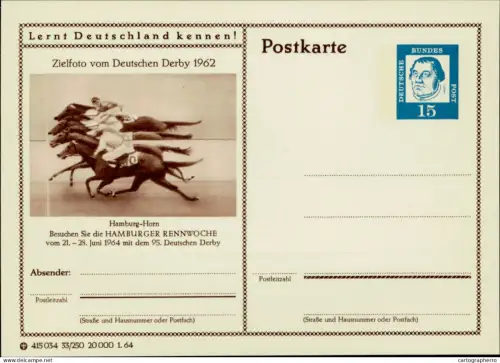 Lernt Deutschland kennen!
Zielfoto vom Deutschen Derby 1962
Hamburg-Horn
Besuchen Sie die HAMBURGER RENNWOCHE
vom 21. – 28. Juni 1964 mit dem 95. Deutschen Derby
Absender:
Postleitzahl
(Straße und Hausnummer oder Postfach)
415 034 33/250 20 000 1. 64
Postkarte
DEUTSCHE
BUNDES
POST
15
Postleitzahl
(Straße und Hausnummer oder Postfach)